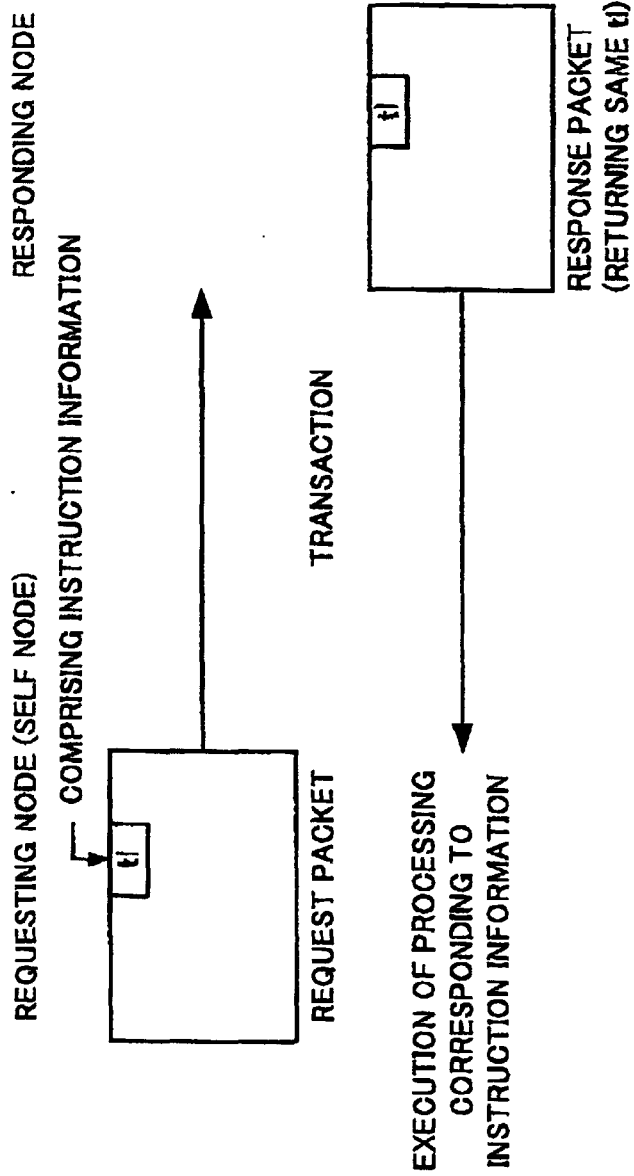 REQUESTING NODE (SELF NODE)
RESPONDING NODE
COMPRISING INSTRUCTION INFORMATION
tl
REQUEST PACKET
TRANSACTION
EXECUTION OF PROCESSING
CORRESPONDING TO
INSTRUCTION INFORMATION
tl
RESPONSE PACKET
(RETURNING SAME tl)